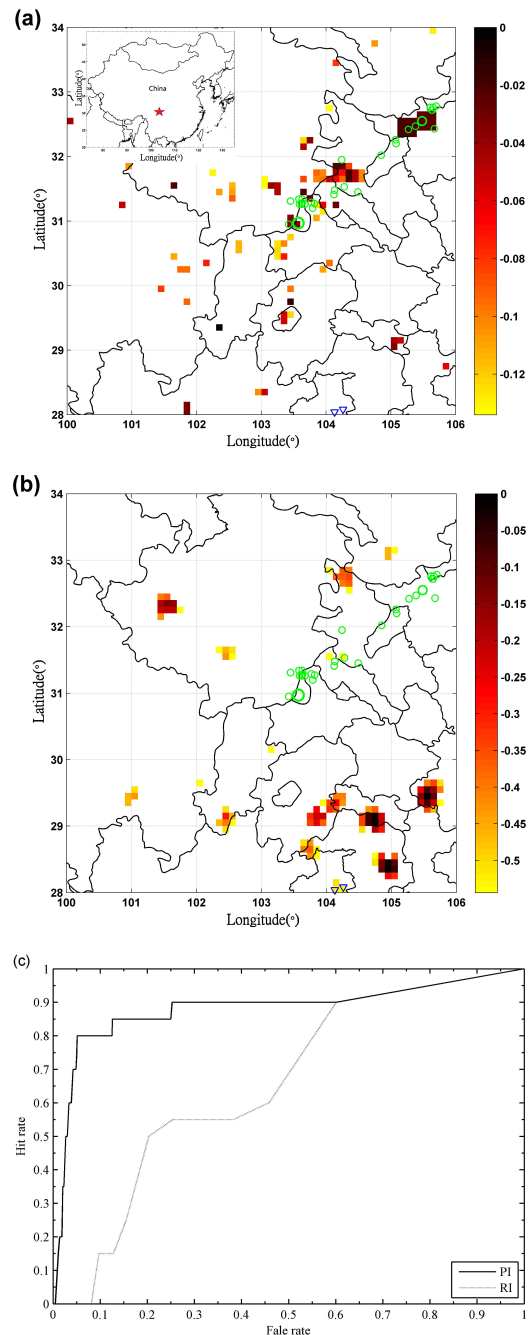 (a)
34
33
32
31
30
29
28
100 101 102 103 104 105 106
Latitude(°)
Longitude(°)
China
Latitude(°)
Longitude(°)
0
-0.02
-0.04
-0.06
-0.08
-0.1
-0.12
(b)
34
33
32
31
30
29
28
100 101 102 103 104 105 106
Latitude(°)
Longitude(°)
0
-0.05
-0.1
-0.15
-0.2
-0.25
-0.3
-0.35
-0.4
-0.45
-0.5
(c)
1
0.9
0.8
0.7
0.6
0.5
0.4
0.3
0.2
0.1
0
0 0.1 0.2 0.3 0.4 0.5 0.6 0.7 0.8 0.9 1
Hit rate
Fale rate
PI
RI